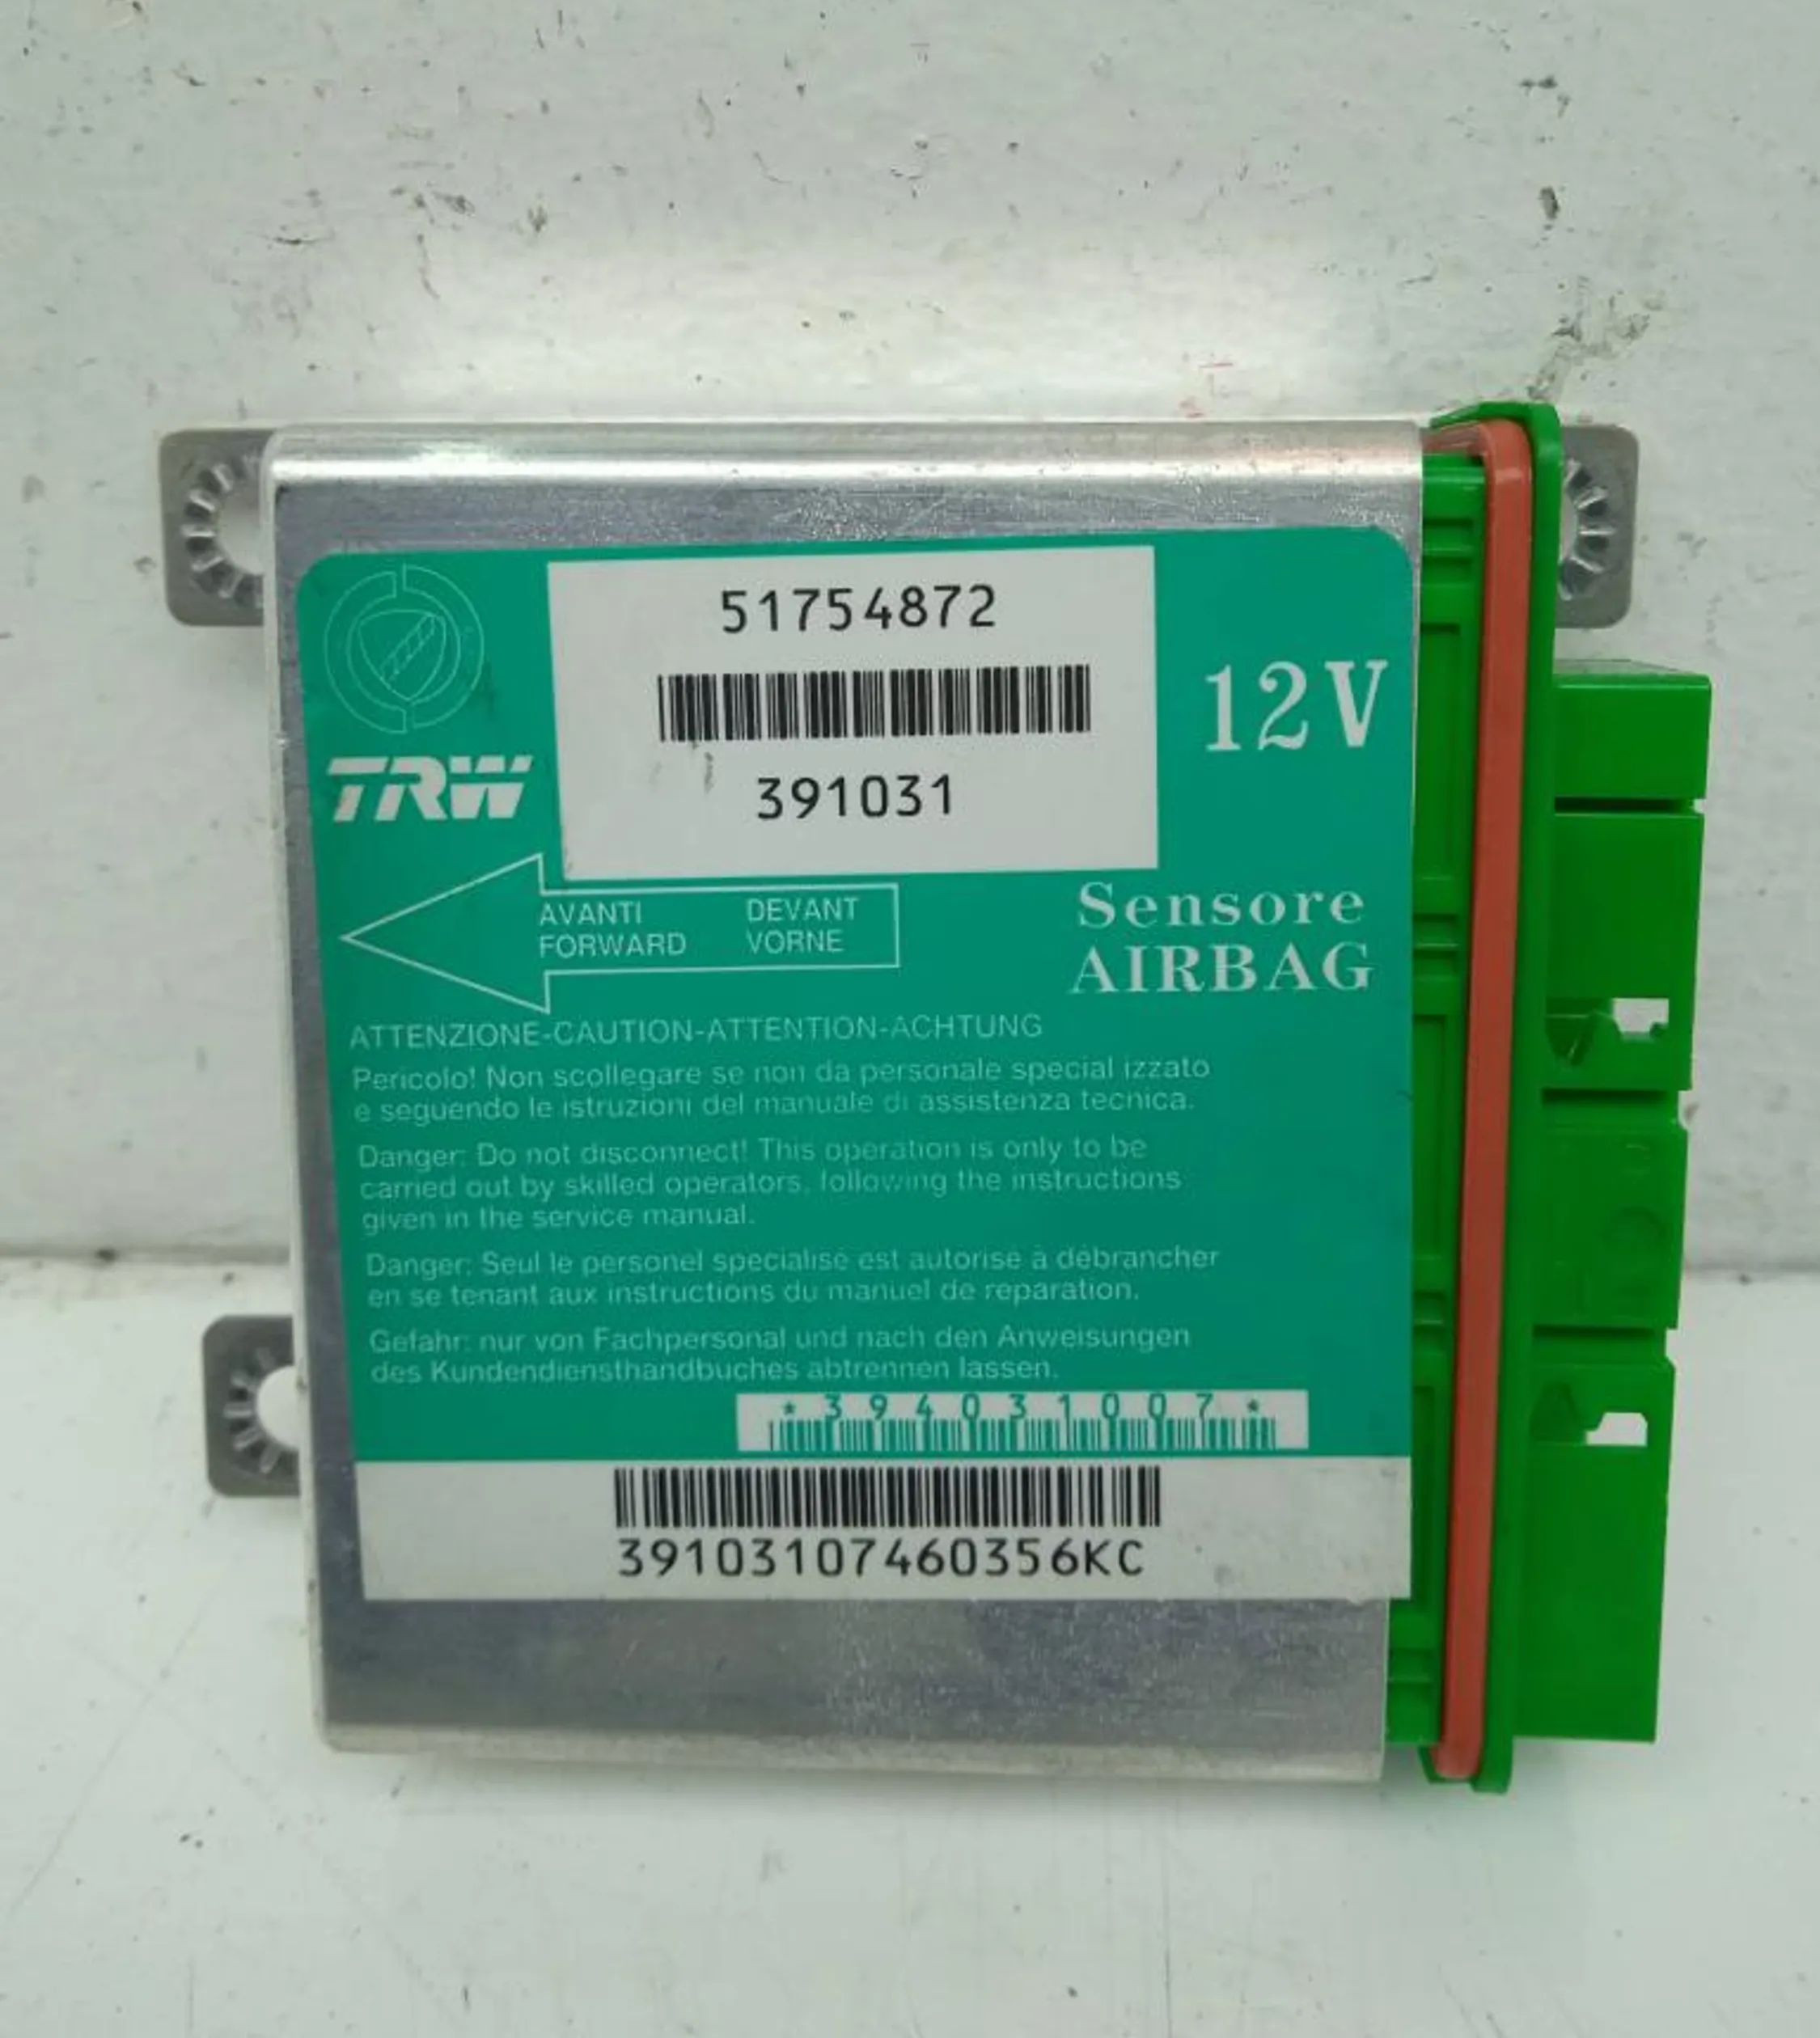 51754872
391031
12V
TRW
AVANTI DEVANT
FORWARD VORNE
Sensore
AIRBAG
ATTENZIONE-CAUTION-ATTENTION-ACHTUNG
Pericolo! Non scollegare se non da personale special izzato
e seguendo le istruzioni del manuale di assistenza tecnica.
Danger: Do not disconnect! This operation is only to be
carried out by skilled operators, following the instructions
given in the service manual.
Danger: Seul le personel specialisé est autorisé à débrancher
en se tenant aux instructions du manuel de reparation.
Gefahr: nur von Fachpersonal und nach den Anweisungen
des Kundendiensthandbuches abtrennen lassen.
*394031007*
39103107460356KC